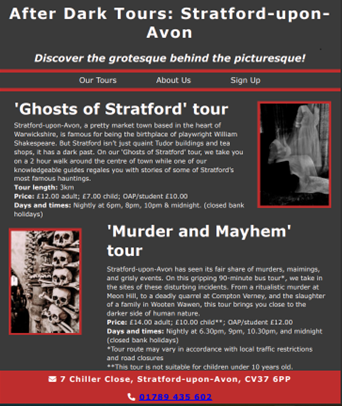 After Dark Tours: Stratford-upon-
Avon
Discover the grotesque behind the picturesque!
Our Tours About Us Sign Up
'Ghosts of Stratford' tour
Stratford-upon-Avon, a pretty market town based in the heart of
Warwickshire, is famous for being the birthplace of playwright William
Shakespeare. But Stratford isn't just quaint Tudor buildings and tea
shops, it has a dark past. On our 'Ghosts of Stratford' tour, we take you
on a 2 hour walk around the centre of town while one of our
knowledgeable guides regales you with stories of some of Stratford's
most famous hauntings.
Tour length: 3km
Price: £12.00 adult; £7.00 child; OAP/student £10.00
Days and times: Nightly at 6pm, 8pm, 10pm & midnight. (closed bank
holidays)
'Murder and Mayhem'
tour
Stratford-upon-Avon has seen its fair share of murders, maimings,
and grisly events. On this gripping 90-minute bus tour*, we take in
the sites of these disturbing incidents. From a ritualistic murder at
Meon Hill, to a deadly quarrel at Compton Verney, and the slaughter
of a family in Wooten Wawen, this tour brings you close to the
darker side of human nature.
Price: £14.00 adult; £10.00 child**; OAP/student £12.00
Days and times: Nightly at 6.30pm, 9pm, 10.30pm, and midnight
(closed bank holidays)
*Tour route may vary in accordance with local traffic restrictions
and road closures
**This tour is not suitable for children under 10 years old.
7 Chiller Close, Stratford-upon-Avon, CV37 6PP
01789 435 602